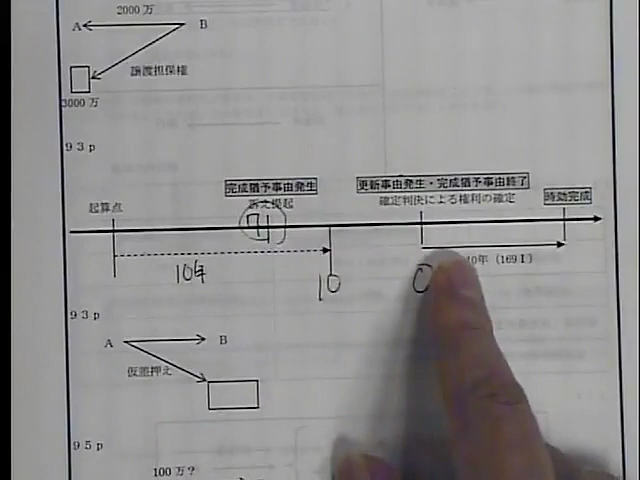 2000万
A B
譲渡担保権
3000万
93p
完成猶予事由発生 更新事由発生・完成猶予事由終了
起算点 訴え提起 確定判決による権利の確定 時効完成
10年 10 0 10年(169Ⅰ)
93p
A B
仮差押え
95p
100万?